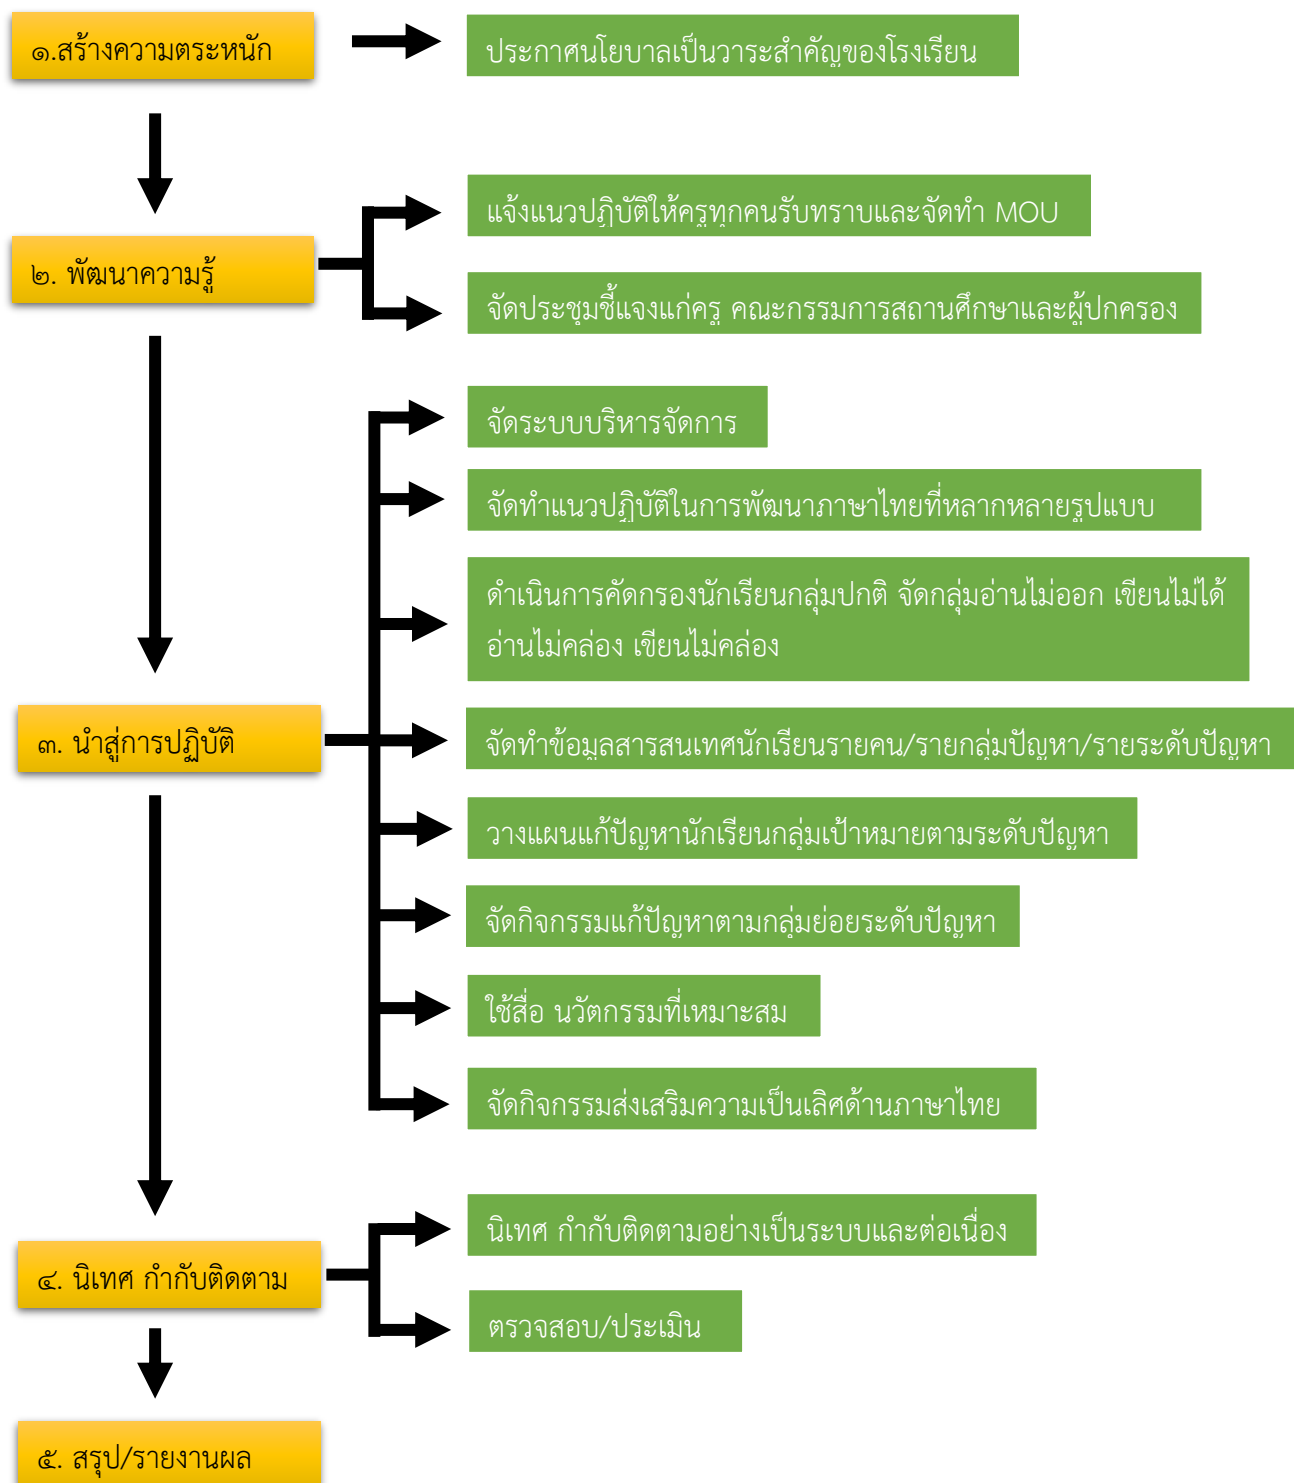 ๑.สร้างความตระหนัก
ประกาศนโยบาลเป็นวาระสำคัญของโรงเรียน
แจ้งแนวปฏิบัติให้ครูทุกคนรับทราบและจัดทำ MOU
๒. พัฒนาความรู้
จัดประชุมชี้แจงแก่ครู คณะกรรมการสถานศึกษาและผู้ปกครอง
จัดระบบบริหารจัดการ
จัดทำแนวปฏิบัติในการพัฒนาภาษาไทยที่หลากหลายรูปแบบ
ดำเนินการคัดกรองนักเรียนกลุ่มปกติ จัดกลุ่มอ่านไม่ออก เขียนไม่ได้
อ่านไม่คล่อง เขียนไม่คล่อง
๓. นำสู่การปฏิบัติ
จัดทำข้อมูลสารสนเทศนักเรียนรายคน/รายกลุ่มปัญหา/รายระดับปัญหา
วางแผนแก้ปัญหานักเรียนกลุ่มเป้าหมายตามระดับปัญหา
จัดกิจกรรมแก้ปัญหาตามกลุ่มย่อยระดับปัญหา
ใช้สื่อ นวัตกรรมที่เหมาะสม
จัดกิจกรรมส่งเสริมความเป็นเลิศด้านภาษาไทย
นิเทศ กำกับติดตามอย่างเป็นระบบและต่อเนื่อง
๔. นิเทศ กำกับติดตาม
ตรวจสอบ/ประเมิน
๕. สรุป/รายงานผล